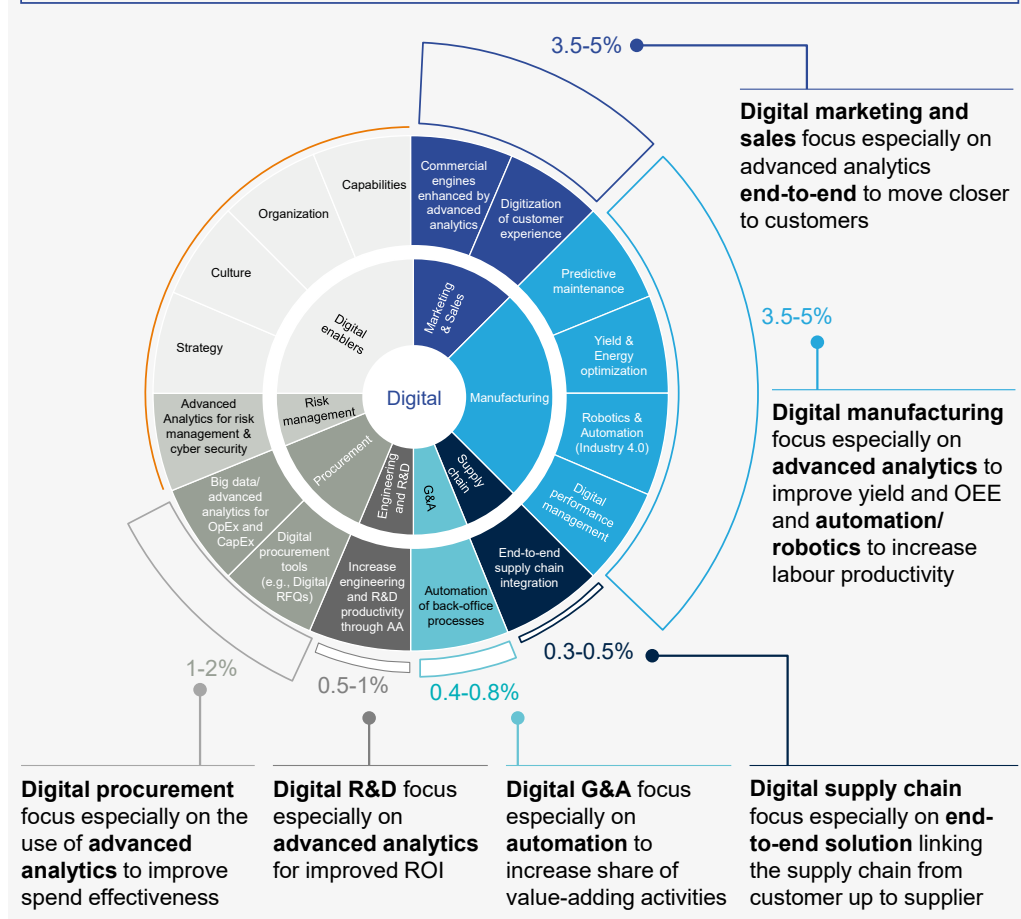 3.5-5%
Digital marketing and
sales focus especially on
advanced analytics
end-to-end to move closer
to customers
Capabilities
Organization
Culture
Strategy
Commercial
engines
enhanced by
advanced
analytics
Digitization
of customer
experience
Predictive
maintenance
Yield &
Energy
optimization
Robotics &
Automation
(Industry 4.0)
Digital
performance
management
End-to-end
supply chain
integration
Automation
of back-office
processes
Increase
engineering
and R&D
productivity
through AA
Digital
procurement
tools
(e.g., Digital
RFQs)
Big data/
advanced
analytics for
OpEx and
CapEx
Advanced
Analytics for risk
management &
cyber security
Digital
enablers
Marketing
& Sales
Manufacturing
Supply
chain
G&A
Engineering
and R&D
Procurement
Risk
management
Digital
3.5-5%
Digital manufacturing
focus especially on
advanced analytics to
improve yield and OEE
and automation/
robotics to increase
labour productivity
0.3-0.5%
0.4-0.8%
0.5-1%
1-2%
Digital procurement
focus especially on the
use of advanced
analytics to improve
spend effectiveness
Digital R&D focus
especially on
advanced analytics
for improved ROI
Digital G&A focus
especially on
automation to
increase share of
value-adding activities
Digital supply chain
focus especially on end-
to-end solution linking
the supply chain from
customer up to supplier